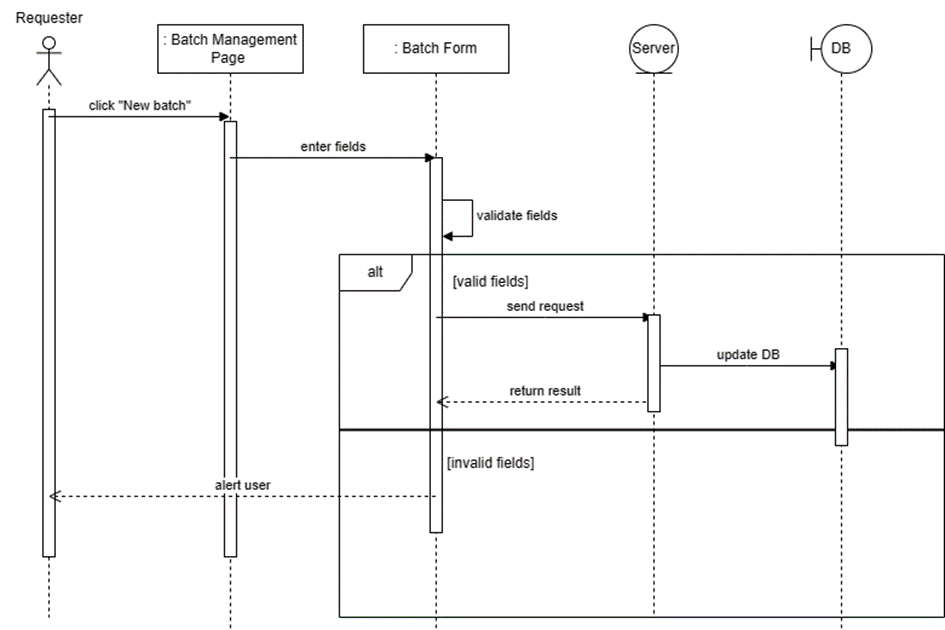 Requester
: Batch Management
Page
: Batch Form
Server
DB
click "New batch"
enter fields
validate fields
alt
[valid fields]
send request
update DB
return result
[invalid fields]
alert user